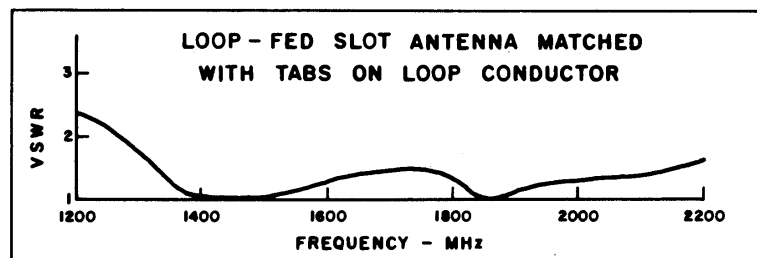 LOOP-FED SLOT ANTENNA MATCHED
WITH TABS ON LOOP CONDUCTOR
3
2
1
VSWR
1200 1400 1600 1800 2000 2200
FREQUENCY - MHz